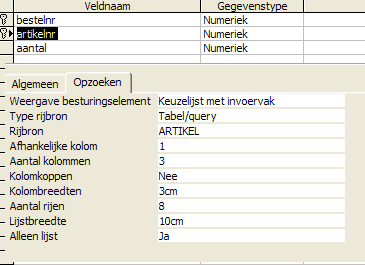 Veldnaam Gegevenstype
bestelnr Numeriek
artikelnr Numeriek
aantal Numeriek
Algemeen Opzoeken
Weergave besturingselement Keuzelijst met invoervak
Type rijbron Tabel/query
Rijbron ARTIKEL
Afhankelijke kolom 1
Aantal kolommen 3
Kolomkoppen Nee
Kolombreedten 3cm
Aantal rijen 8
Lijstbreedte 10cm
Alleen lijst Ja